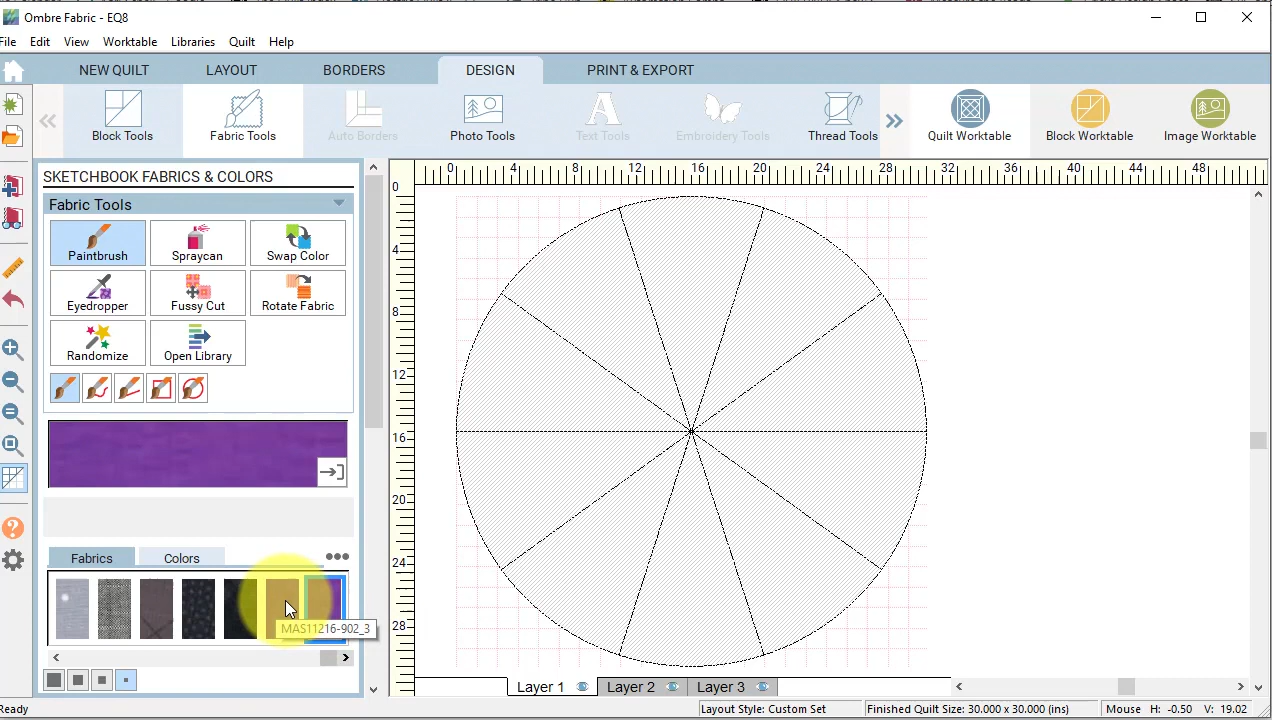 Ombre Fabric - EQ8
File Edit View Worktable Libraries Quilt Help
NEW QUILT LAYOUT BORDERS DESIGN PRINT & EXPORT
Block Tools Fabric Tools Auto Borders Photo Tools Text Tools Embroidery Tools Thread Tools Quilt Worktable Block Worktable Image Worktable
SKETCHBOOK FABRICS & COLORS
Fabric Tools
Paintbrush Spraycan Swap Color
Eyedropper Fussy Cut Rotate Fabric
Randomize Open Library
Fabrics Colors
MAS11216-902_3
0 4 8 12 16 20 24 28 32 36 40 44 48
0
4
8
12
16
20
24
28
Layer 1 Layer 2 Layer 3
Ready Layout Style: Custom Set Finished Quilt Size: 30.000 x 30.000 (ins) Mouse H: -0.50 V: 19.02